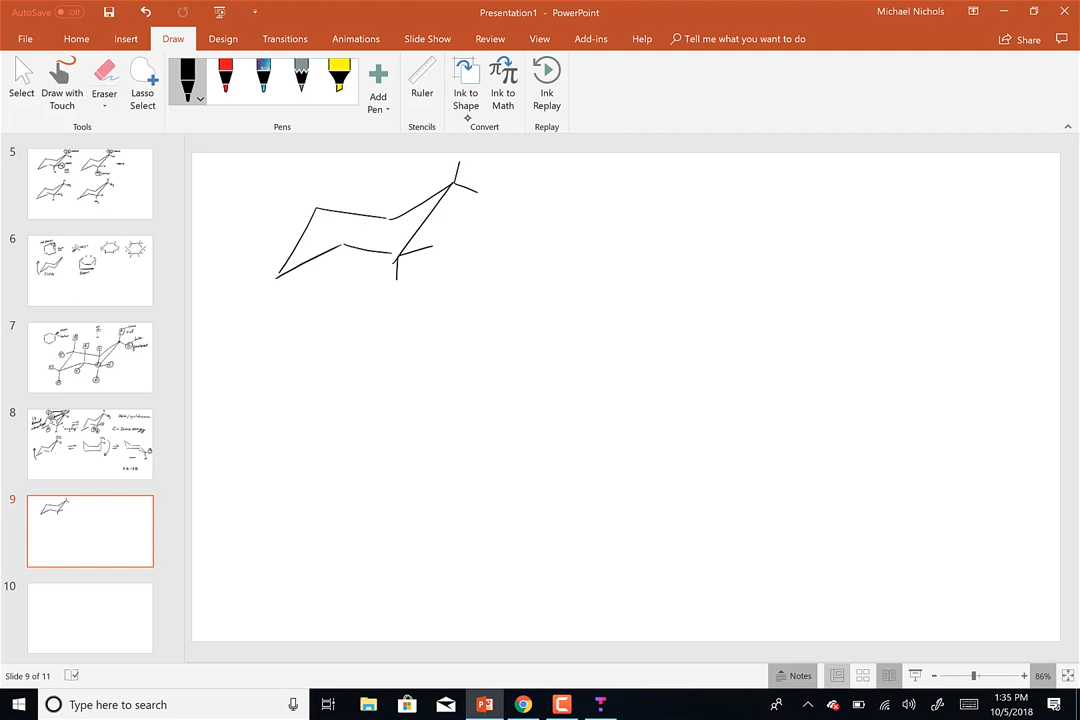 AutoSave Off
Presentation1 - PowerPoint
Michael Nichols
File Home Insert Draw Design Transitions Animations Slide Show Review View Add-ins Help Tell me what you want to do
Share
Select
Draw with Touch
Eraser
Lasso Select
Add Pen
Ruler
Ink to Shape
Ink to Math
Ink Replay
Tools Pens Stencils Convert Replay
5
6
7
8
9
10
Slide 9 of 11
Notes
86%
Type here to search
1:35 PM
10/5/2018